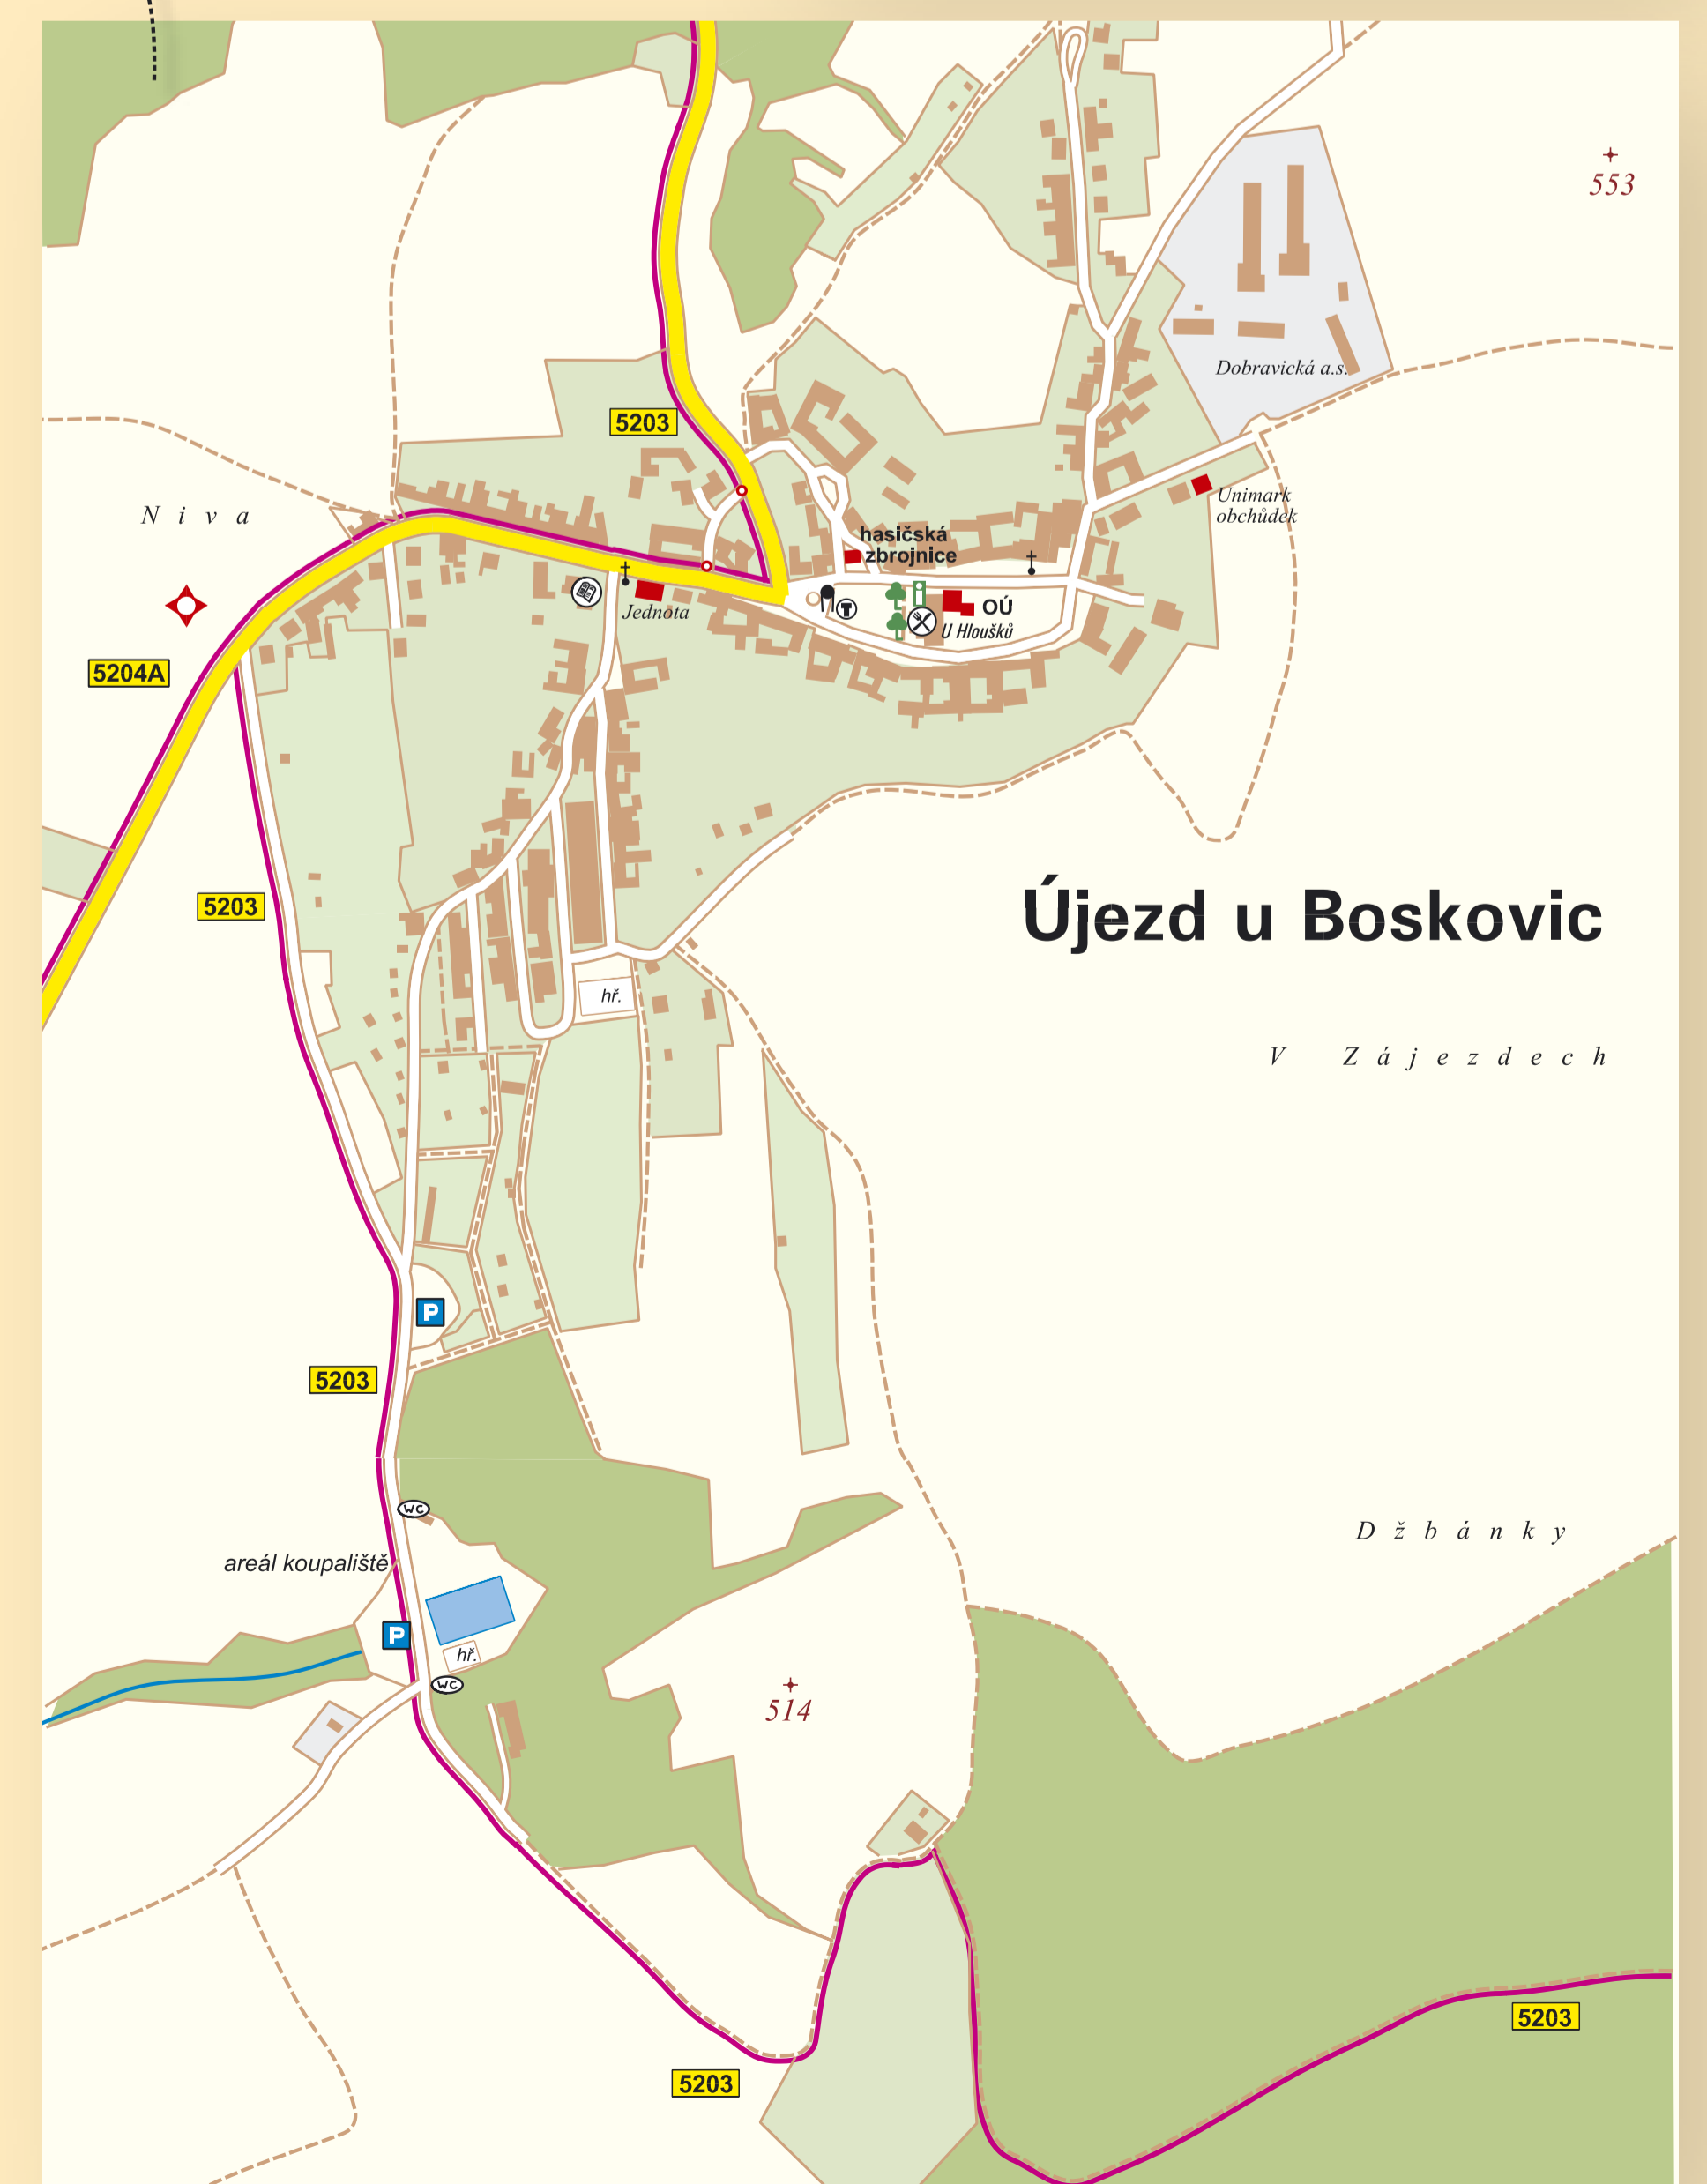 553
Dobravická a.s.
5203
Unimark
obchůdek
N i v a
hasičská
zbrojnice
Jednota
OÚ
U Hloušků
5204A
5203
Újezd u Boskovic
hř.
V Zájezdech
P
5203
WC
Džbánky
areál koupaliště
P
hř.
WC
514
5203
5203